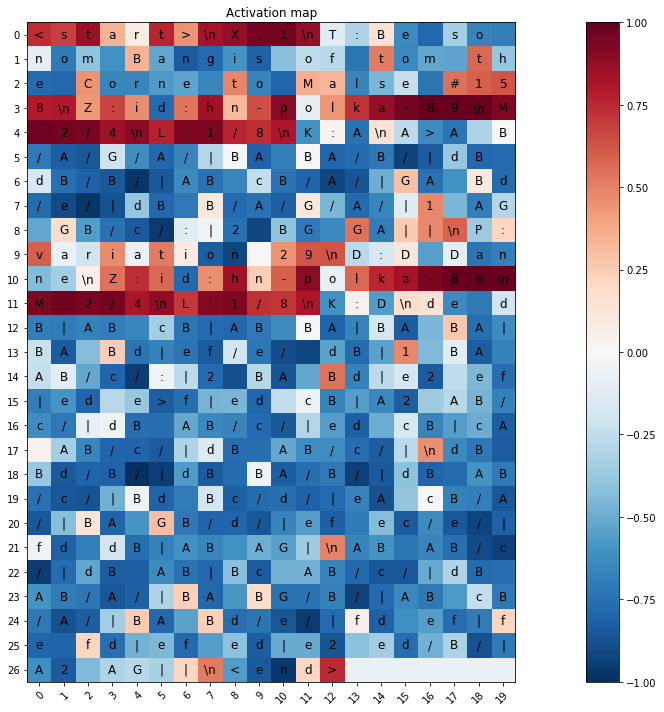 Activation map
0 < s t a r t > \n X : 1 \n T : B e s o
1 n o m B a n g i s o f t o m t h
2 e C o r n e t o M a l s e # 1 5
3 8 \n Z : i d : h n - p o l k a - 8 9 \n M
4 : 2 / 4 \n L : 1 / 8 \n K : A \n A > A B
5 / A / G / A / | B A B A / B / | d B
6 d B / B / | A B c B / A / | G A B d
7 / e / | d B B / A / G / A / | 1 A G
8 G B / c / : | 2 B G G A | | \n P :
9 v a r i a t i o n 2 9 \n D : D D a n
10 n e \n Z : i d : h n - p o l k a - 8 6 \n
11 M : 2 / 4 \n L : 1 / 8 \n K : D \n d e d
12 B | A B c B | A B B A | B A B A |
13 B A B d | e f / e / d B | 1 B A
14 A B / c / : | 2 B A B d | e 2 e f
15 | e d e > f | e d c B | A 2 A B /
16 c / | d B A B / c / | e d c B | c A
17 A B / c / | d B A B / c / | \n d B
18 B d / B / | d B B A / B / | d B A B
19 / c / | B d B c / d / | e A c B / A
20 / | B A G B / d / | e f e c / e / |
21 f d d B | A B A G | \n A B A B / c
22 / | d B A B | B c A B / c / | d B
23 A B / A / | B A B G / B / | A B c B
24 / A / | B A B d / e / | f d e f | f
25 e f d | e f e d | e 2 e d / B / |
26 A 2 A G | | \n < e n d >
0 1 2 3 4 5 6 7 8 9 10 11 12 13 14 15 16 17 18 19
1.00
0.75
0.50
0.25
0.00
−0.25
−0.50
−0.75
−1.00